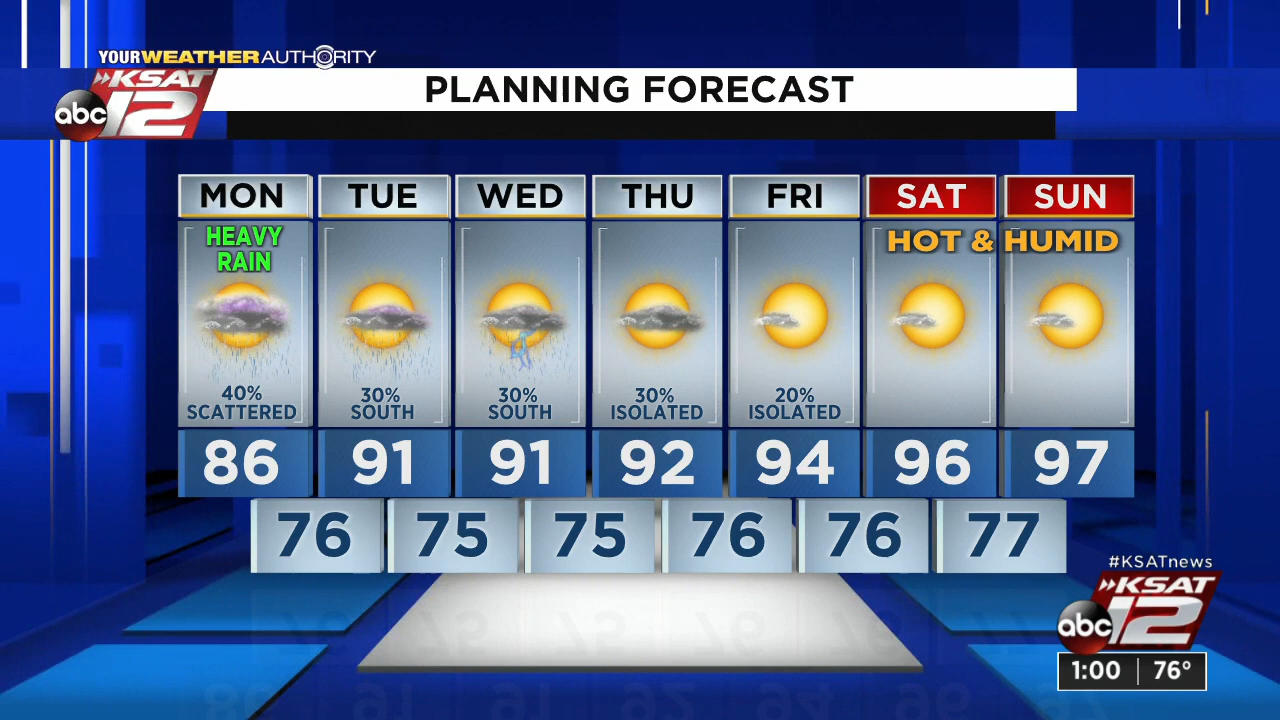 YOURWEATHERAUTHORITY
KSAT
abc 12
PLANNING FORECAST
MON TUE WED THU FRI SAT SUN
HEAVY
RAIN
HOT & HUMID
40% 30% 30% 30% 20%
SCATTERED SOUTH SOUTH ISOLATED ISOLATED
86 91 91 92 94 96 97
76 75 75 76 76 77
#KSATnews
KSAT
abc 12
1:00 76°